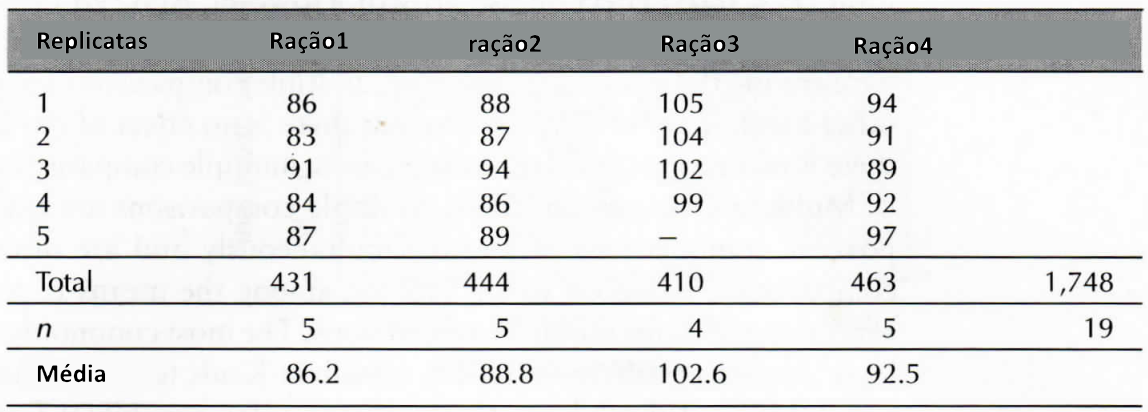 Replicatas Ração1 ração2 Ração3 Ração4
1 86 88 105 94
2 83 87 104 91
3 91 94 102 89
4 84 86 99 92
5 87 89 – 97
Total 431 444 410 463 1,748
n 5 5 4 5 19
Média 86.2 88.8 102.6 92.5